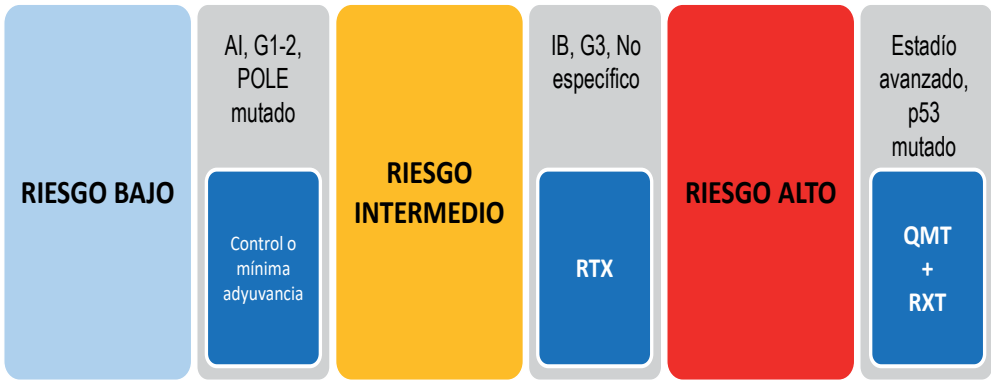 RIESGO BAJO
AI, G1-2,
POLE
mutado
Control o
mínima
adyuvancia
RIESGO
INTERMEDIO
IB, G3, No
específico
RTX
RIESGO ALTO
Estadío
avanzado,
p53
mutado
QMT
+
RXT